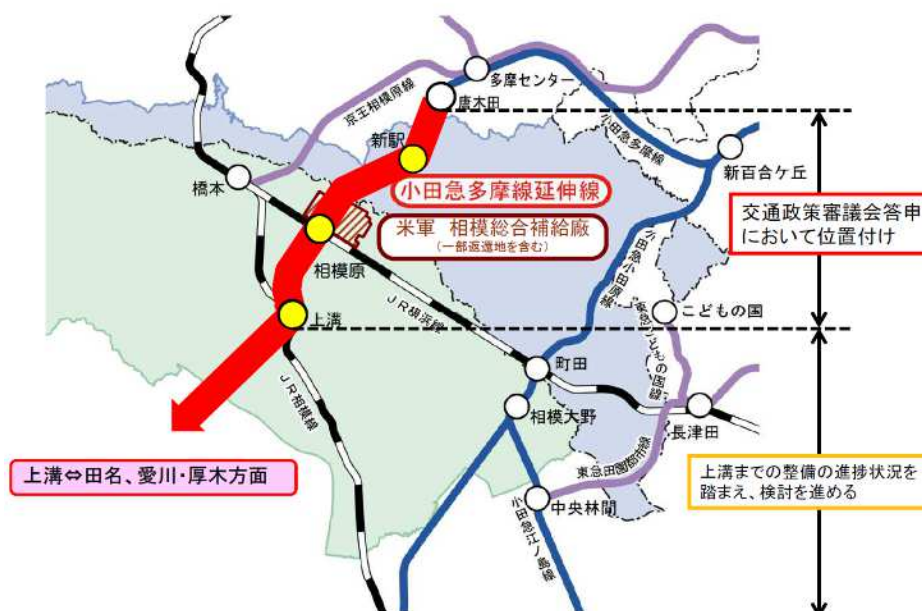 多摩センター
唐木田
京王相模原線
小田急多摩線
新駅
新百合ケ丘
橋本
小田急多摩線延伸線
米軍 相模総合補給廠
(一部返還地を含む)
交通政策審議会答申
において位置付け
小田急小田原線
相模原
JR横浜線
こどもの国
上溝
町田
JR相模線
相模大野
長津田
東急田園都市線
上溝⇔田名、愛川・厚木方面
上溝までの整備の進捗状況を
踏まえ、検討を進める
中央林間
小田急江ノ島線